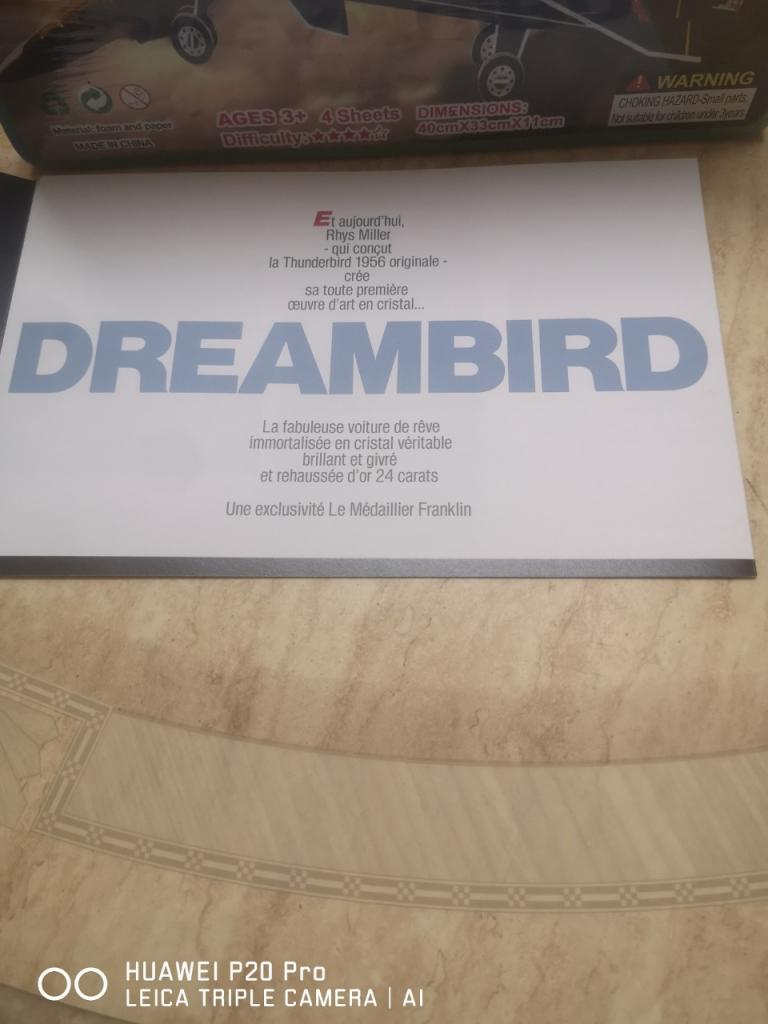 AGES 3+ 4 Sheets
Difficulty:★★★★☆
DIMENSIONS:
40cmX33cmX11cm
WARNING
CHOKING HAZARD-Small parts.
Not suitable for children under 3years
Material: foam and paper
MADE IN CHINA
Et aujourd'hui,
Rhys Miller
- qui conçut
la Thunderbird 1956 originale -
crée
sa toute première
œuvre d'art en cristal...
DREAMBIRD
La fabuleuse voiture de rêve
immortalisée en cristal véritable
brillant et givré
et rehaussée d'or 24 carats
Une exclusivité Le Médaillier Franklin
HUAWEI P20 Pro
LEICA TRIPLE CAMERA | AI